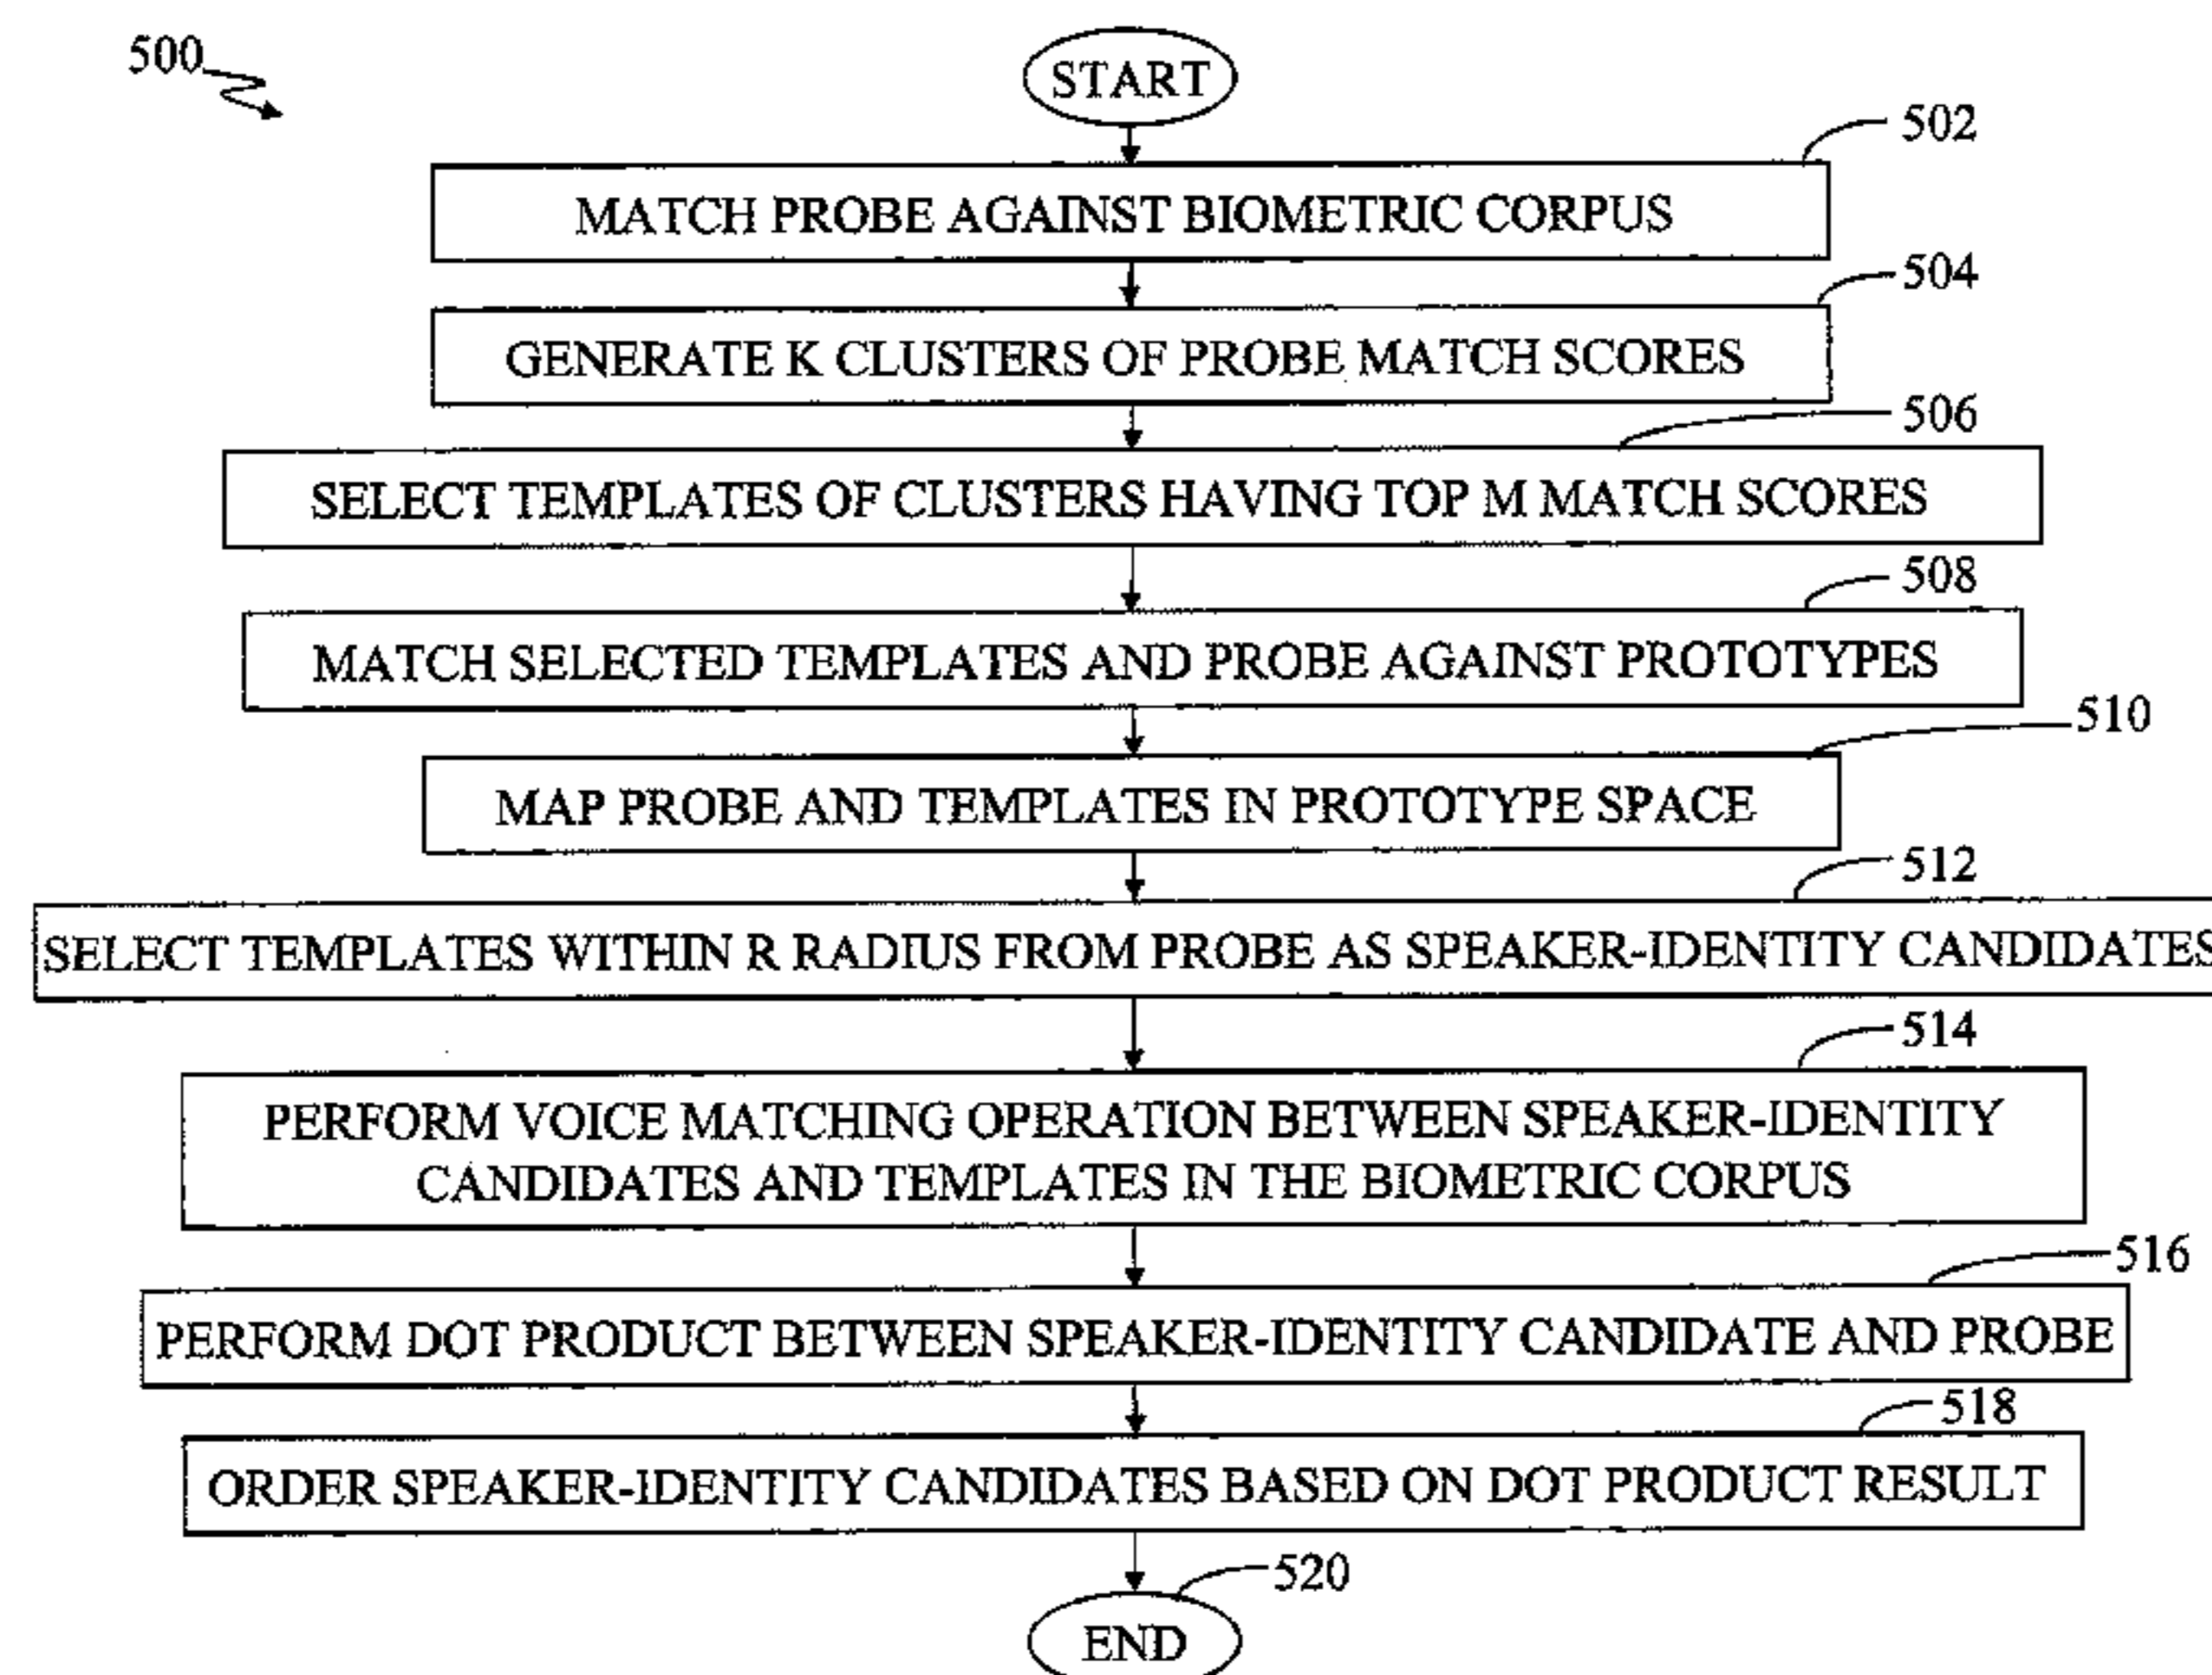 500
START
502
MATCH PROBE AGAINST BIOMETRIC CORPUS
504
GENERATE K CLUSTERS OF PROBE MATCH SCORES
506
SELECT TEMPLATES OF CLUSTERS HAVING TOP M MATCH SCORES
508
MATCH SELECTED TEMPLATES AND PROBE AGAINST PROTOTYPES
510
MAP PROBE AND TEMPLATES IN PROTOTYPE SPACE
512
SELECT TEMPLATES WITHIN R RADIUS FROM PROBE AS SPEAKER-IDENTITY CANDIDATES
514
PERFORM VOICE MATCHING OPERATION BETWEEN SPEAKER-IDENTITY
CANDIDATES AND TEMPLATES IN THE BIOMETRIC CORPUS
516
PERFORM DOT PRODUCT BETWEEN SPEAKER-IDENTITY CANDIDATE AND PROBE
518
ORDER SPEAKER-IDENTITY CANDIDATES BASED ON DOT PRODUCT RESULT
520
END